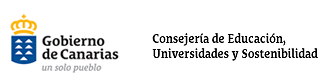 Gobierno
de Canarias
un solo pueblo
Consejería de Educación,
Universidades y Sostenibilidad